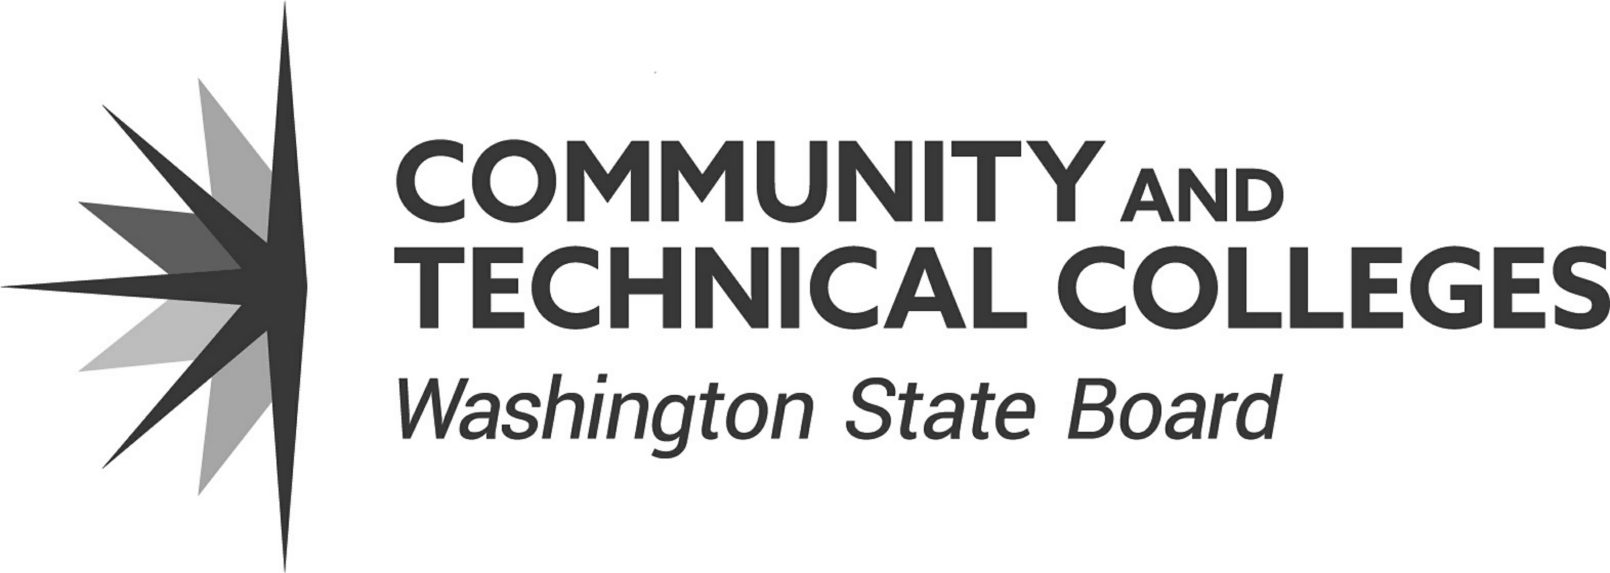 COMMUNITY AND
TECHNICAL COLLEGES
Washington State Board